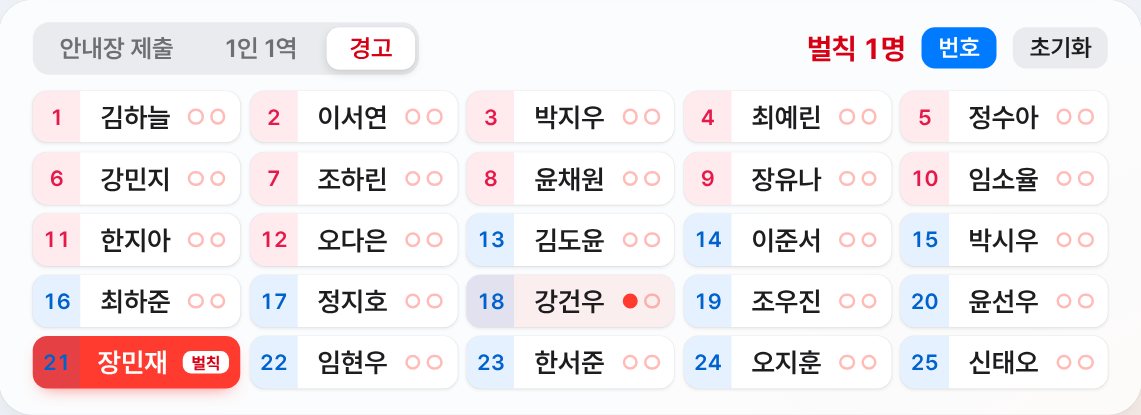 안내장 제출 1인 1역 경고 벌칙 1명 번호 초기화
1 김하늘 2 이서연 3 박지우 4 최예린 5 정수아
6 강민지 7 조하린 8 윤채원 9 장유나 10 임소율
11 한지아 12 오다은 13 김도윤 14 이준서 15 박시우
16 최하준 17 정지호 18 강건우 19 조우진 20 윤선우
21 장민재 벌칙 22 임현우 23 한서준 24 오지훈 25 신태오